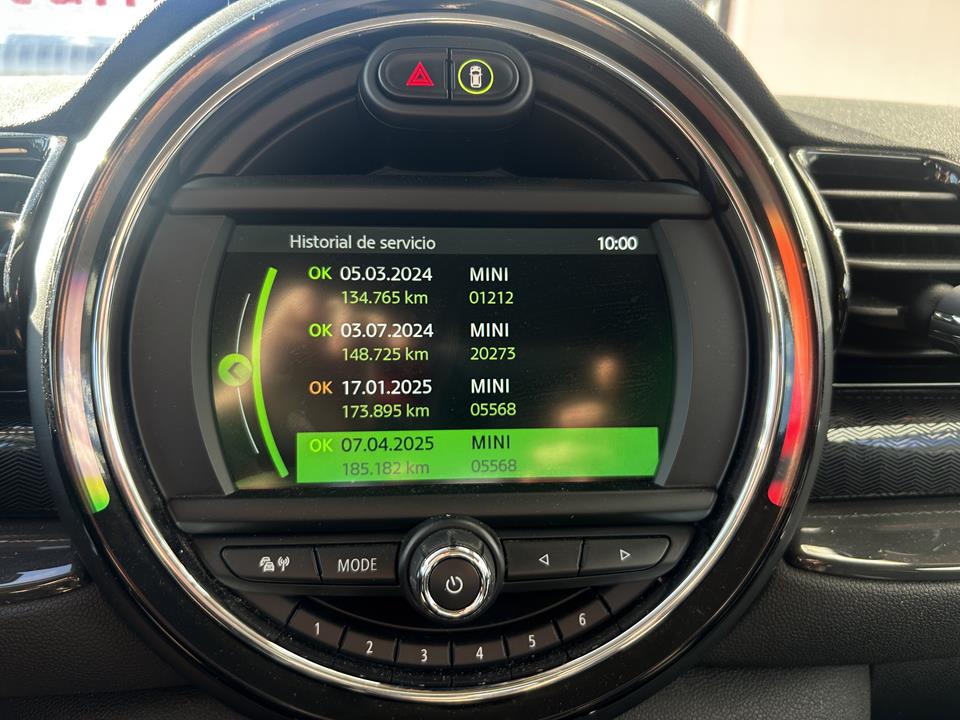 Historial de servicio 10:00
OK 05.03.2024 MINI
134.765 km 01212
OK 03.07.2024 MINI
148.725 km 20273
OK 17.01.2025 MINI
173.895 km 05568
OK 07.04.2025 MINI
185.182 km 05568
MODE
1 2 3 4 5 6